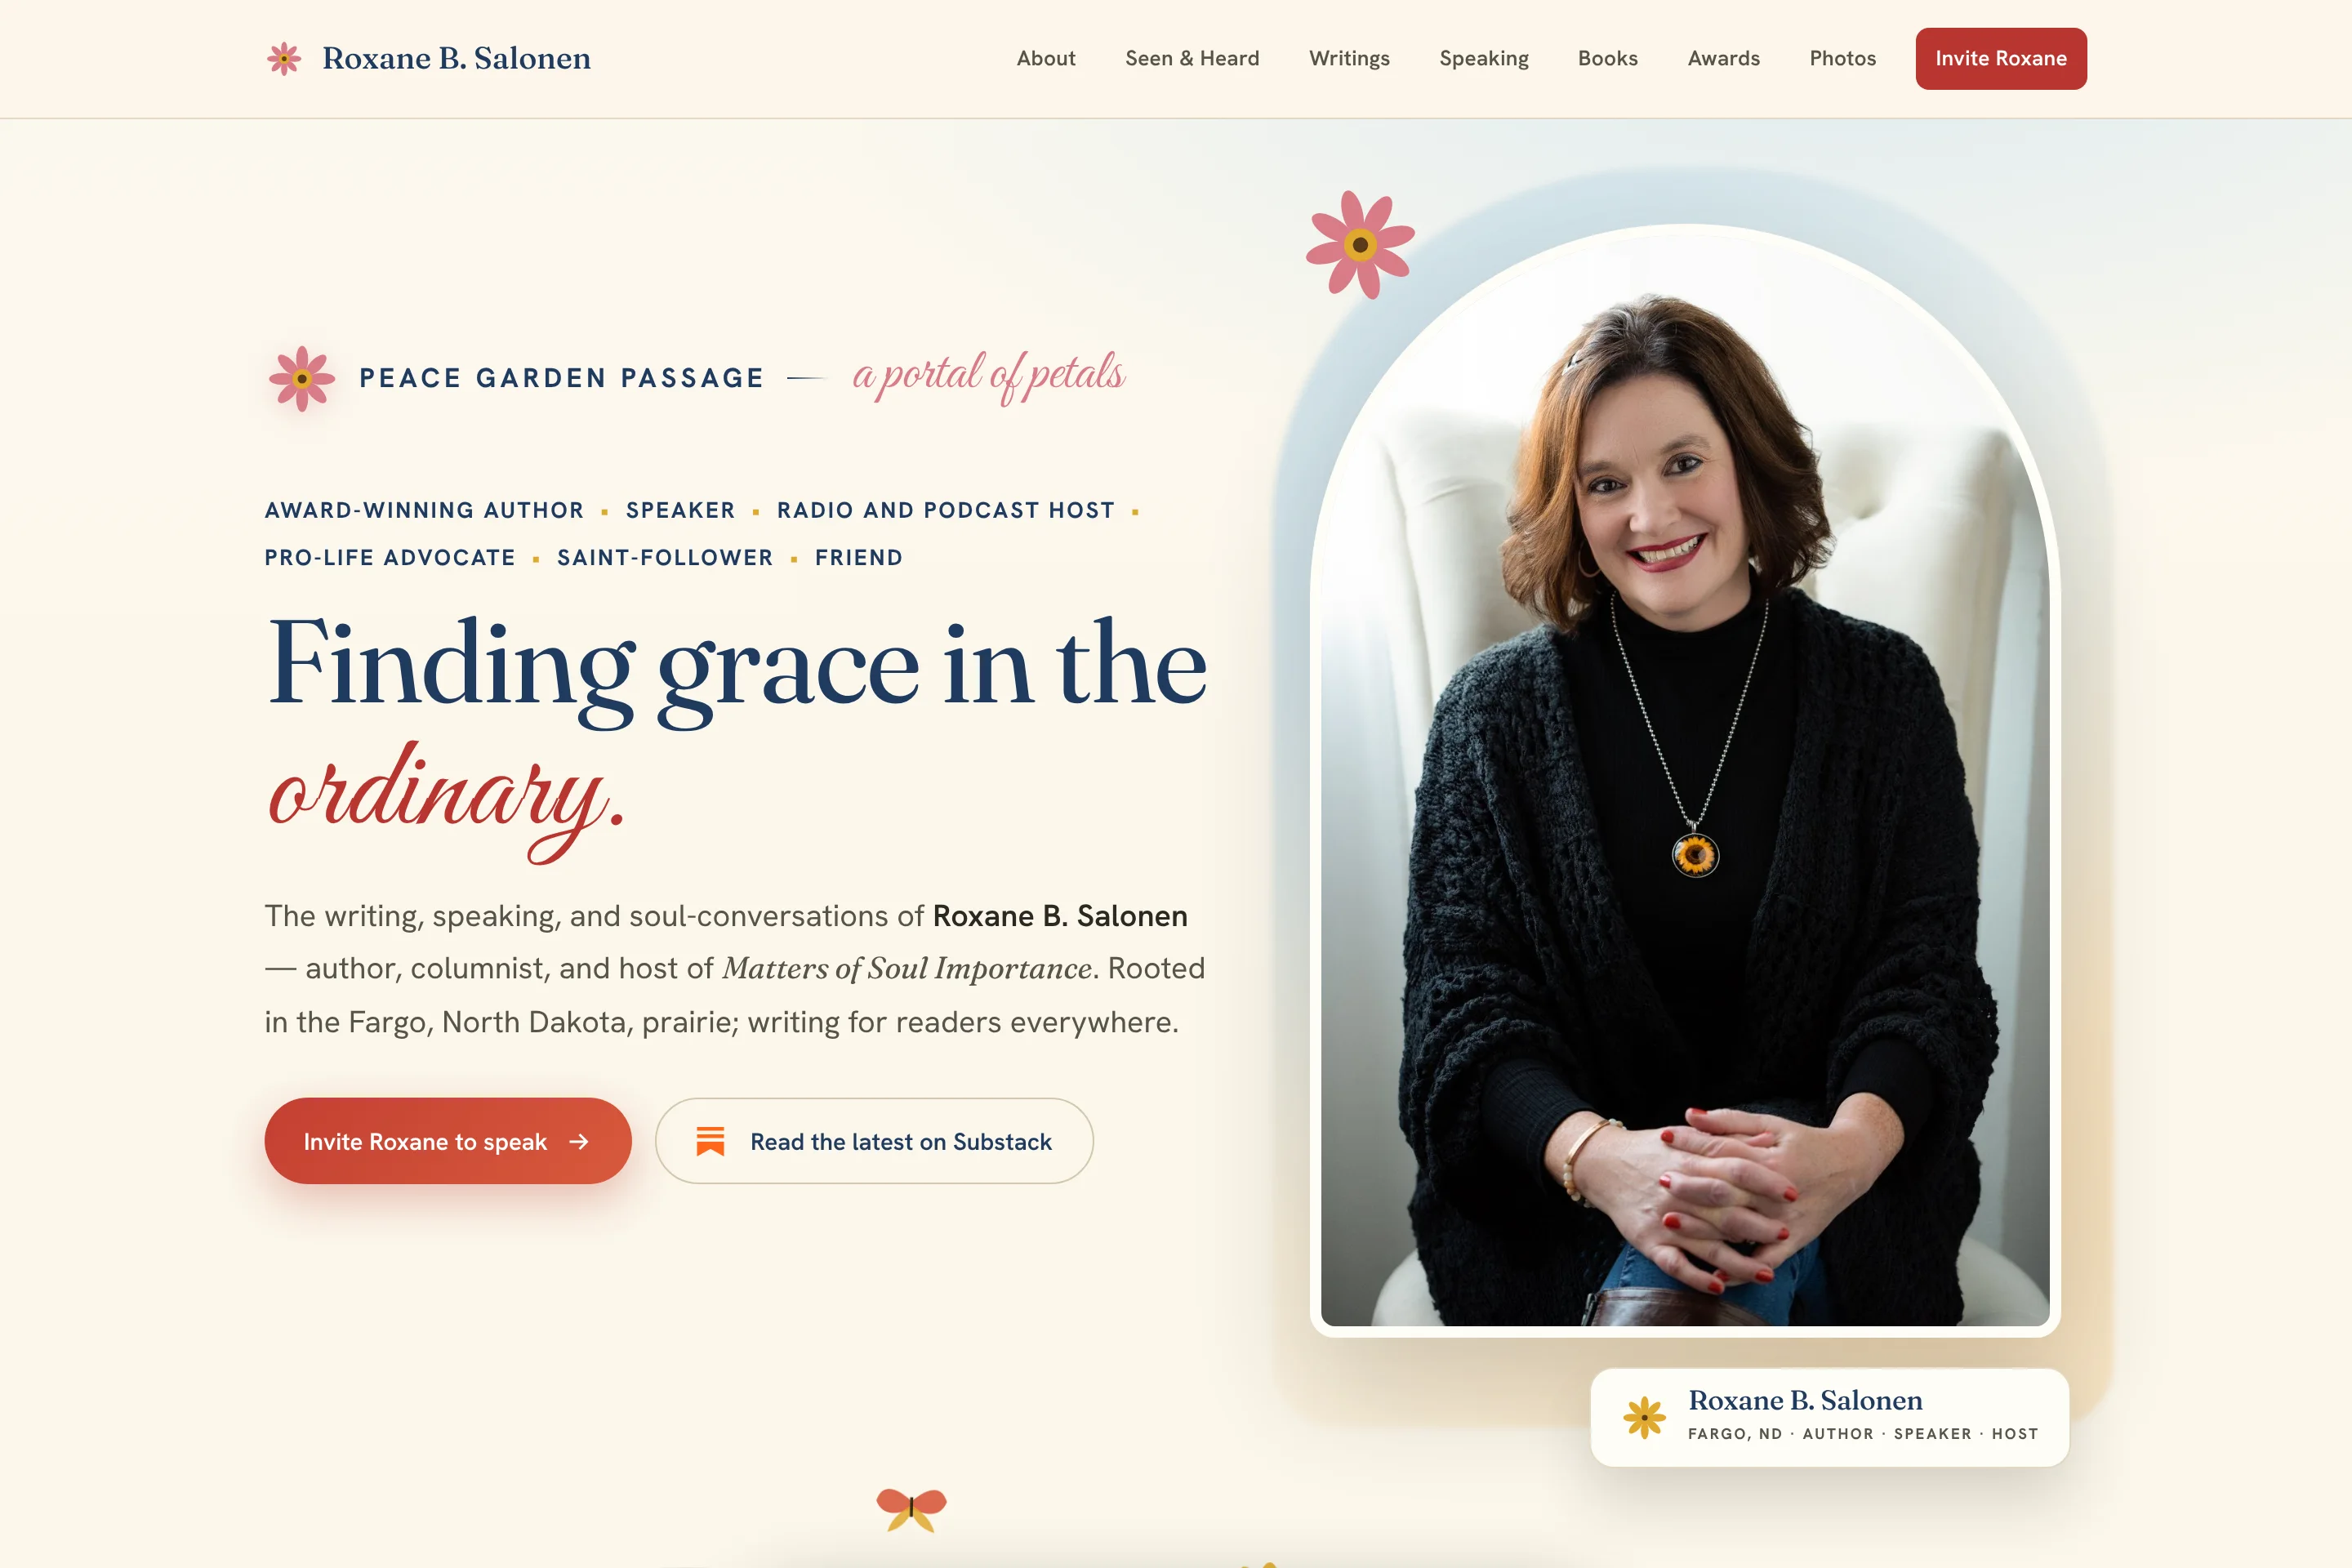 Roxane B. Salonen
About Seen & Heard Writings Speaking Books Awards Photos Invite Roxane
PEACE GARDEN PASSAGE — a portal of petals
AWARD-WINNING AUTHOR ▪ SPEAKER ▪ RADIO AND PODCAST HOST ▪
PRO-LIFE ADVOCATE ▪ SAINT-FOLLOWER ▪ FRIEND
Finding grace in the
ordinary.
The writing, speaking, and soul-conversations of Roxane B. Salonen
— author, columnist, and host of Matters of Soul Importance. Rooted
in the Fargo, North Dakota, prairie; writing for readers everywhere.
Invite Roxane to speak →
Read the latest on Substack
Roxane B. Salonen
FARGO, ND · AUTHOR · SPEAKER · HOST